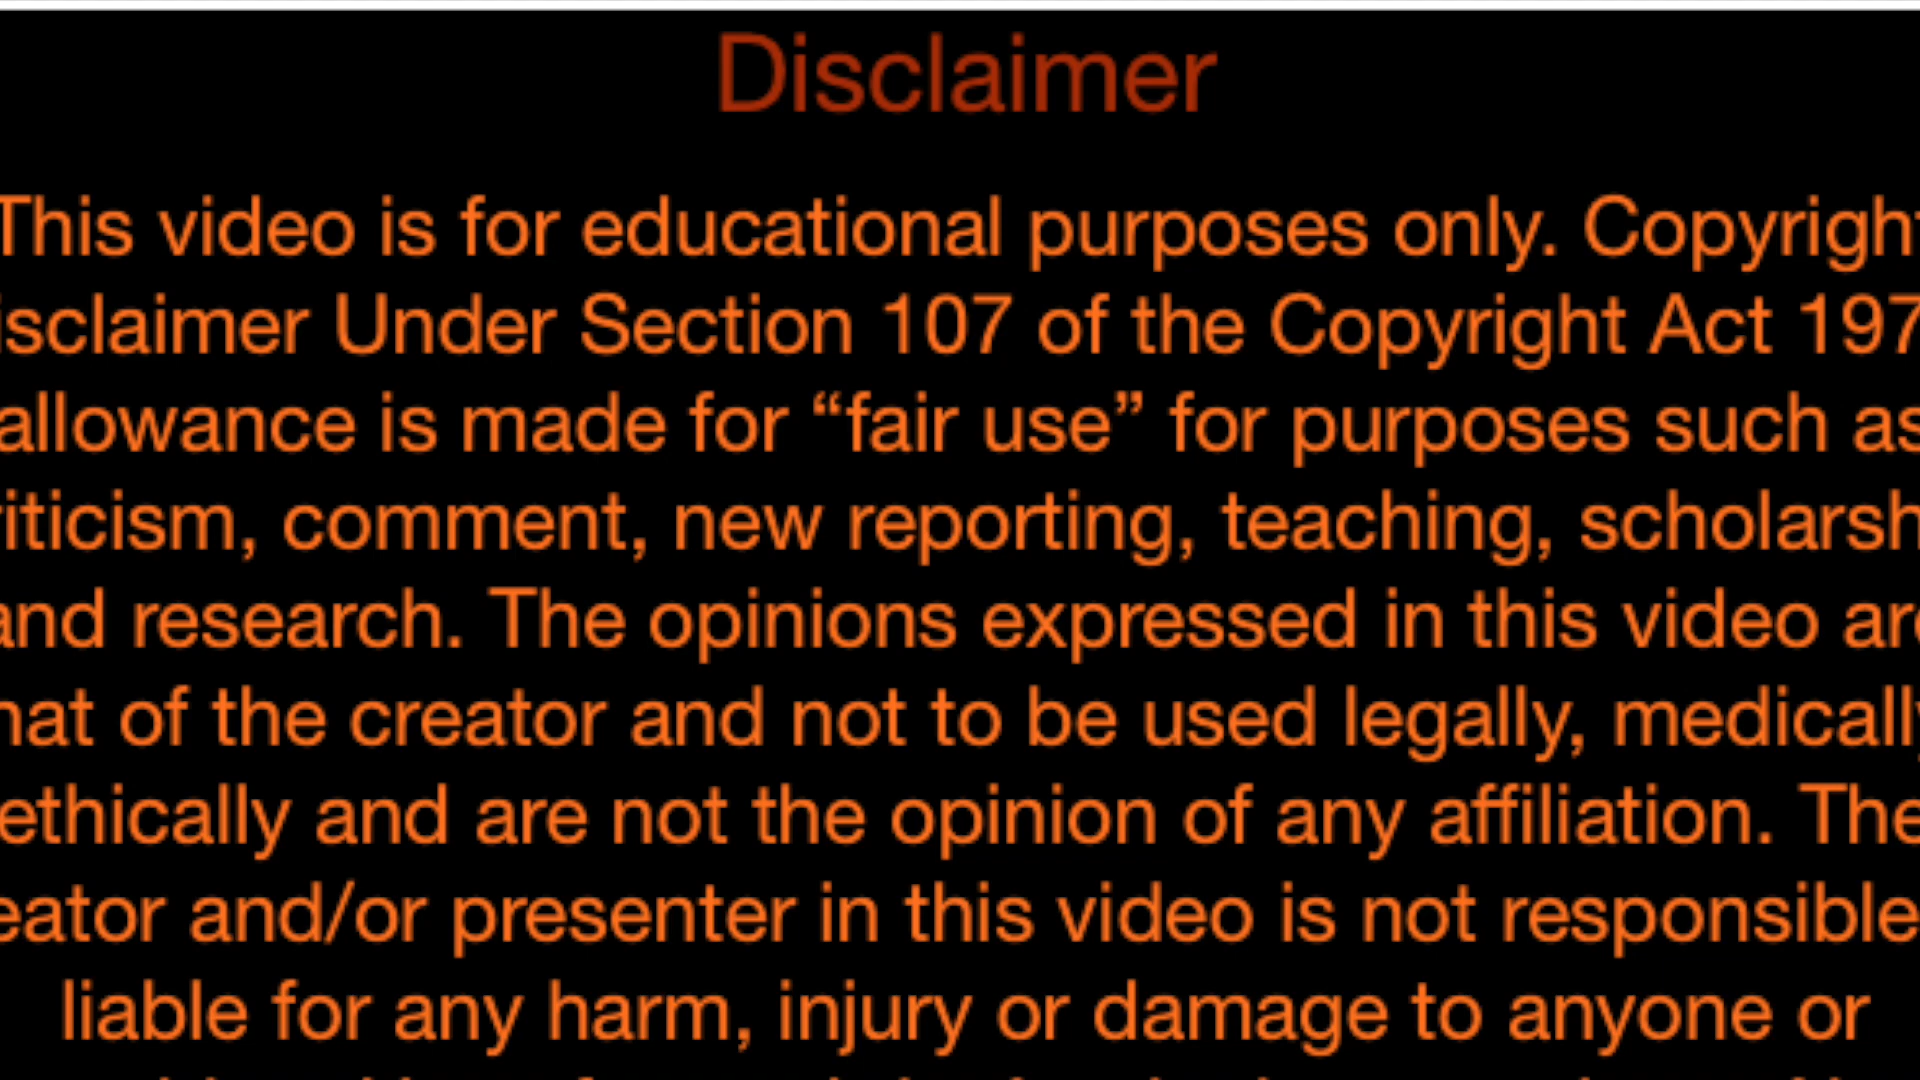 Disclaimer
This video is for educational purposes only. Copyright
isclaimer Under Section 107 of the Copyright Act 197
allowance is made for “fair use” for purposes such as
riticism, comment, new reporting, teaching, scholarsh
and research. The opinions expressed in this video are
hat of the creator and not to be used legally, medically
ethically and are not the opinion of any affiliation. The
eator and/or presenter in this video is not responsible
liable for any harm, injury or damage to anyone or